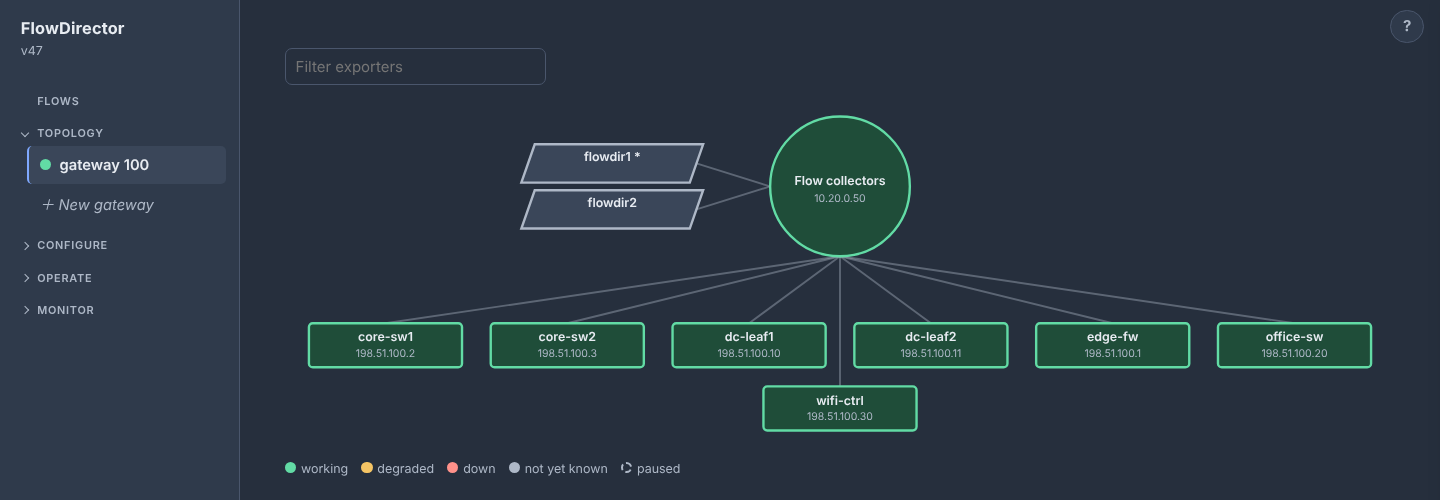 FlowDirector
v47
?
FLOWS
TOPOLOGY
gateway 100
+ New gateway
CONFIGURE
OPERATE
MONITOR
Filter exporters
flowdir1 *
flowdir2
Flow collectors
10.20.0.50
core-sw1
198.51.100.2
core-sw2
198.51.100.3
dc-leaf1
198.51.100.10
dc-leaf2
198.51.100.11
edge-fw
198.51.100.1
office-sw
198.51.100.20
wifi-ctrl
198.51.100.30
working
degraded
down
not yet known
paused